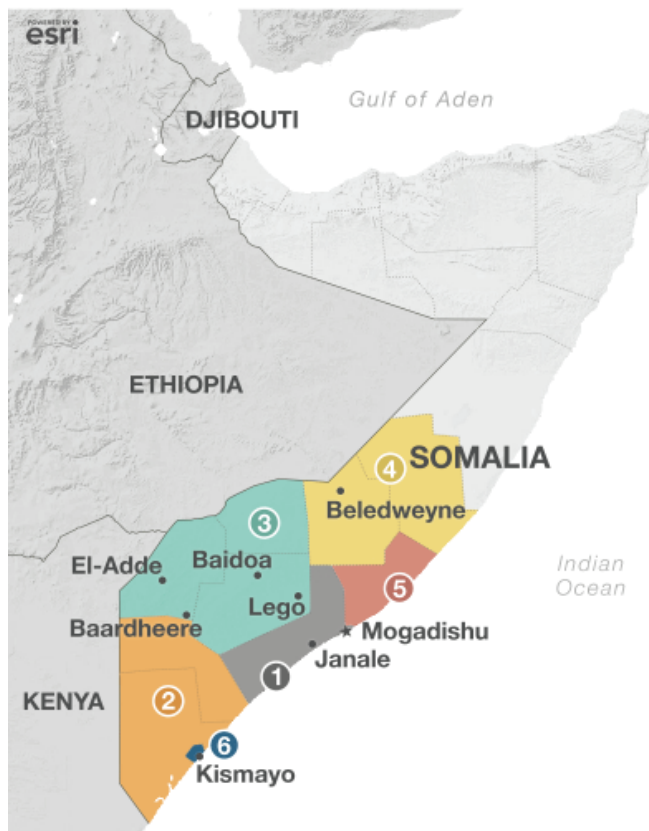 POWERED BY
esri
Gulf of Aden
DJIBOUTI
ETHIOPIA
SOMALIA
4
Beledweyne
3
El-Adde
Baidoa
Indian
Ocean
5
Lego
Baardheere
Mogadishu
Janale
1
KENYA
2
6
Kismayo